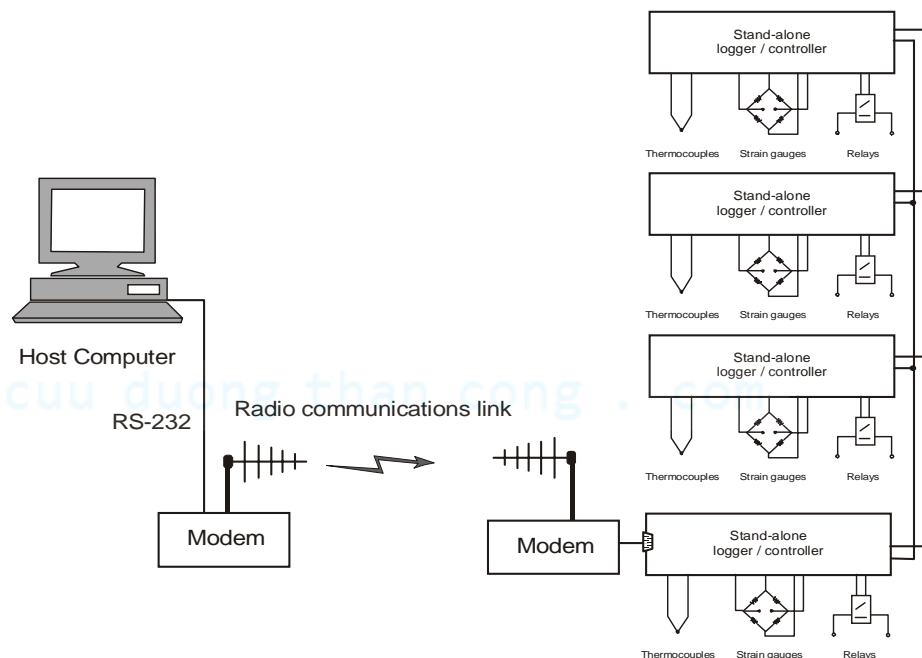 Stand-alone
logger / controller
Thermocouples Strain gauges Relays
Stand-alone
logger / controller
Thermocouples Strain gauges Relays
Host Computer
Stand-alone
logger / controller
cuu duong than cong . com
RS-232
Radio communications link
Thermocouples Strain gauges Relays
Modem
Modem
Stand-alone
logger / controller
Thermocouples Strain gauges Relays